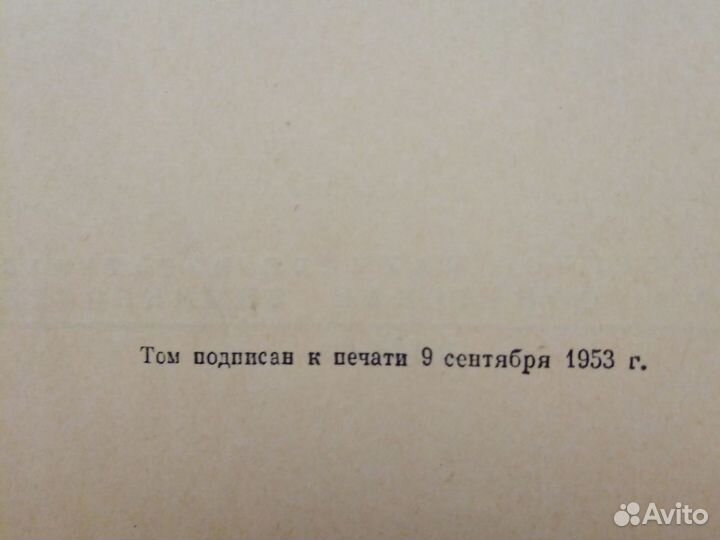 Том подписан к печати 9 сентября 1953 г.
Avito